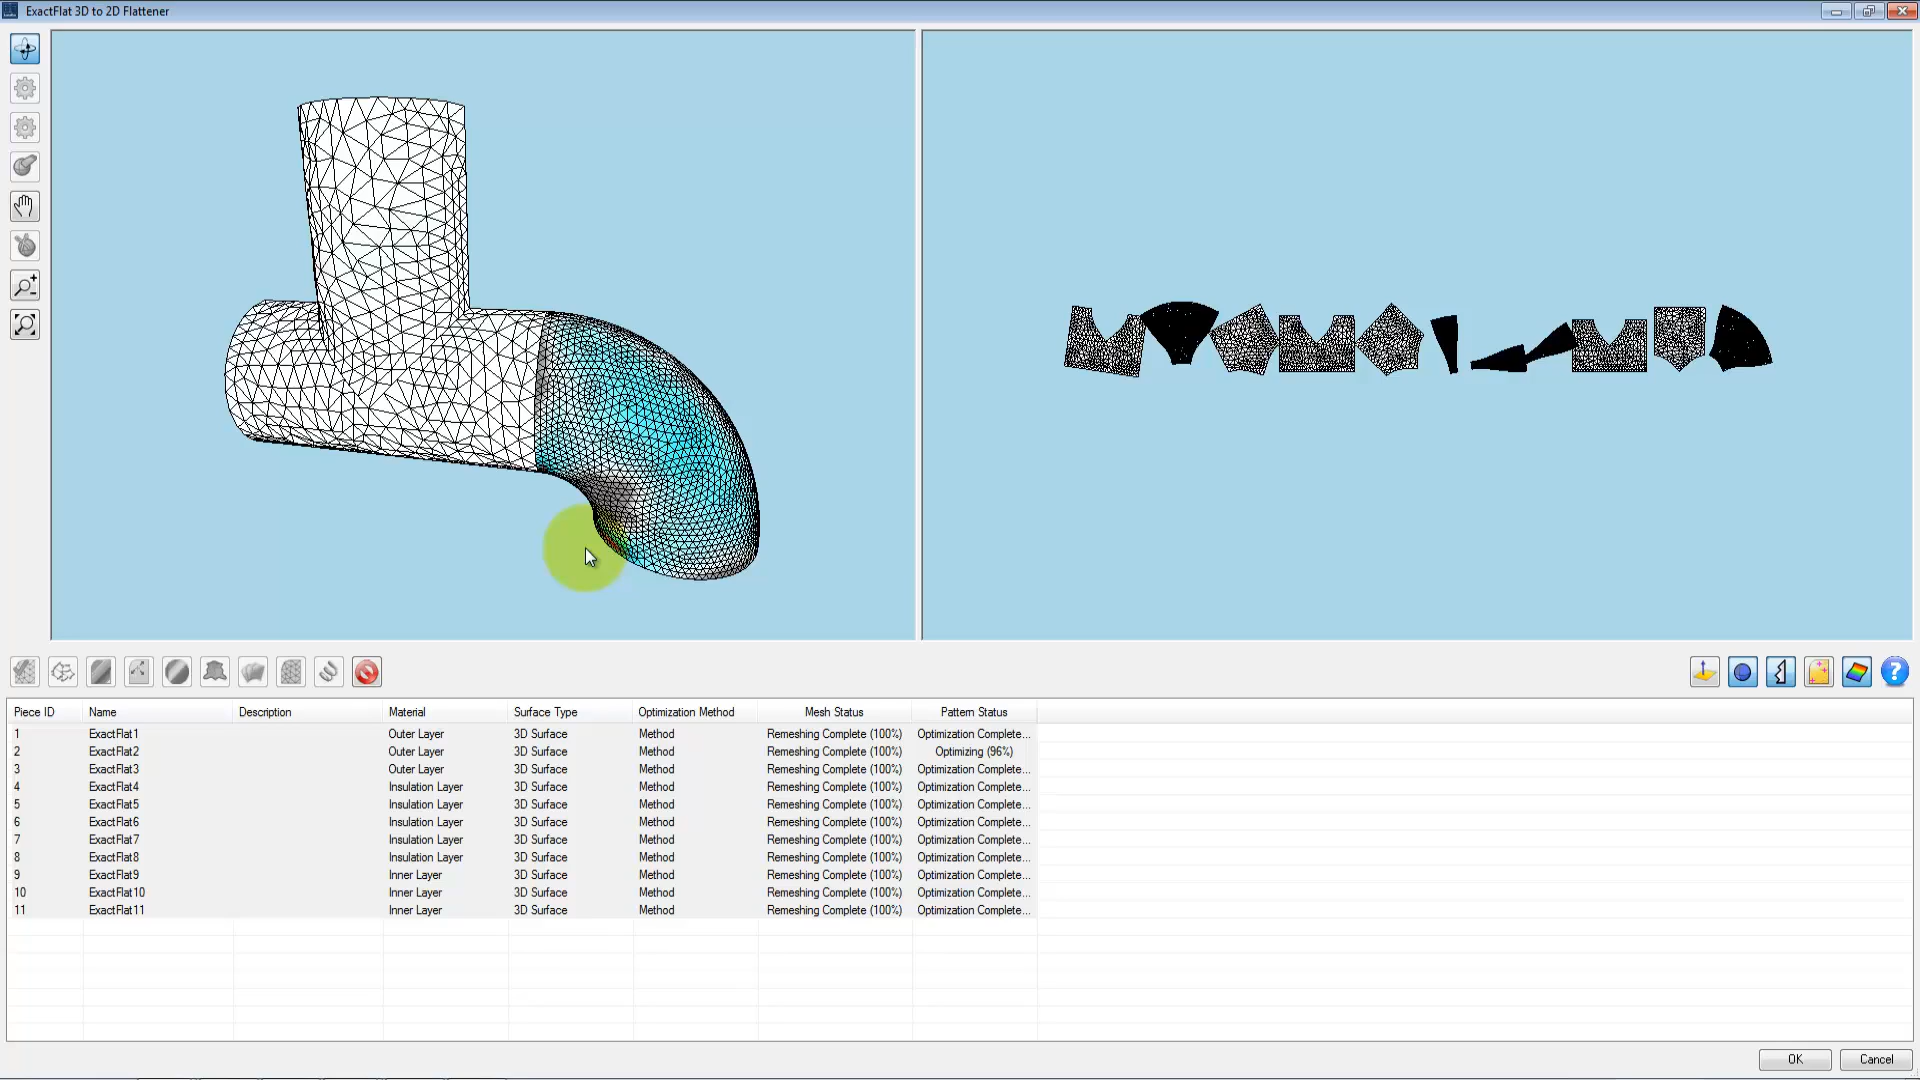 ExactFlat 3D to 2D Flattener
Piece ID Name Description Material Surface Type Optimization Method Mesh Status Pattern Status
1 ExactFlat1 Outer Layer 3D Surface Method Remeshing Complete (100%) Optimization Complete...
2 ExactFlat2 Outer Layer 3D Surface Method Remeshing Complete (100%) Optimizing (96%)
3 ExactFlat3 Outer Layer 3D Surface Method Remeshing Complete (100%) Optimization Complete...
4 ExactFlat4 Insulation Layer 3D Surface Method Remeshing Complete (100%) Optimization Complete...
5 ExactFlat5 Insulation Layer 3D Surface Method Remeshing Complete (100%) Optimization Complete...
6 ExactFlat6 Insulation Layer 3D Surface Method Remeshing Complete (100%) Optimization Complete...
7 ExactFlat7 Insulation Layer 3D Surface Method Remeshing Complete (100%) Optimization Complete...
8 ExactFlat8 Insulation Layer 3D Surface Method Remeshing Complete (100%) Optimization Complete...
9 ExactFlat9 Inner Layer 3D Surface Method Remeshing Complete (100%) Optimization Complete...
10 ExactFlat10 Inner Layer 3D Surface Method Remeshing Complete (100%) Optimization Complete...
11 ExactFlat11 Inner Layer 3D Surface Method Remeshing Complete (100%) Optimization Complete...
OK Cancel